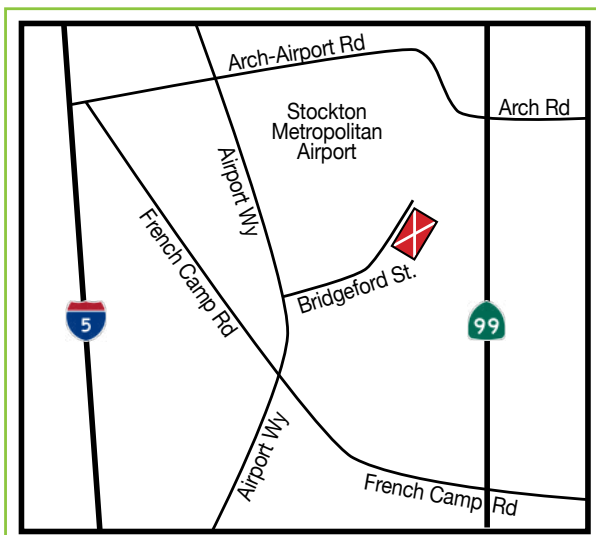 Arch-Airport Rd
Arch Rd
Stockton
Metropolitan
Airport
Airport Wy
French Camp Rd
Bridgeford St.
5
99
Airport Wy
French Camp Rd